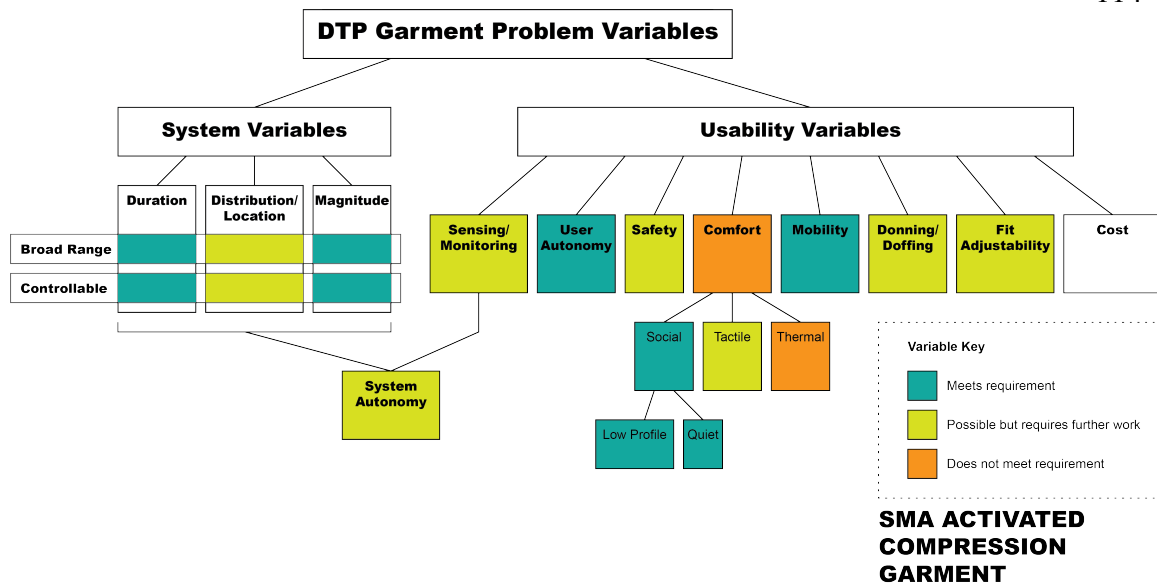 DTP Garment Problem Variables
System Variables
Usability Variables
Duration
Distribution/
Location
Magnitude
Broad Range
Controllable
Sensing/
Monitoring
User
Autonomy
Safety
Comfort
Mobility
Donning/
Doffing
Fit
Adjustability
Cost
Social
Tactile
Thermal
Low Profile
Quiet
System
Autonomy
Variable Key
Meets requirement
Possible but requires further work
Does not meet requirement
SMA ACTIVATED
COMPRESSION
GARMENT